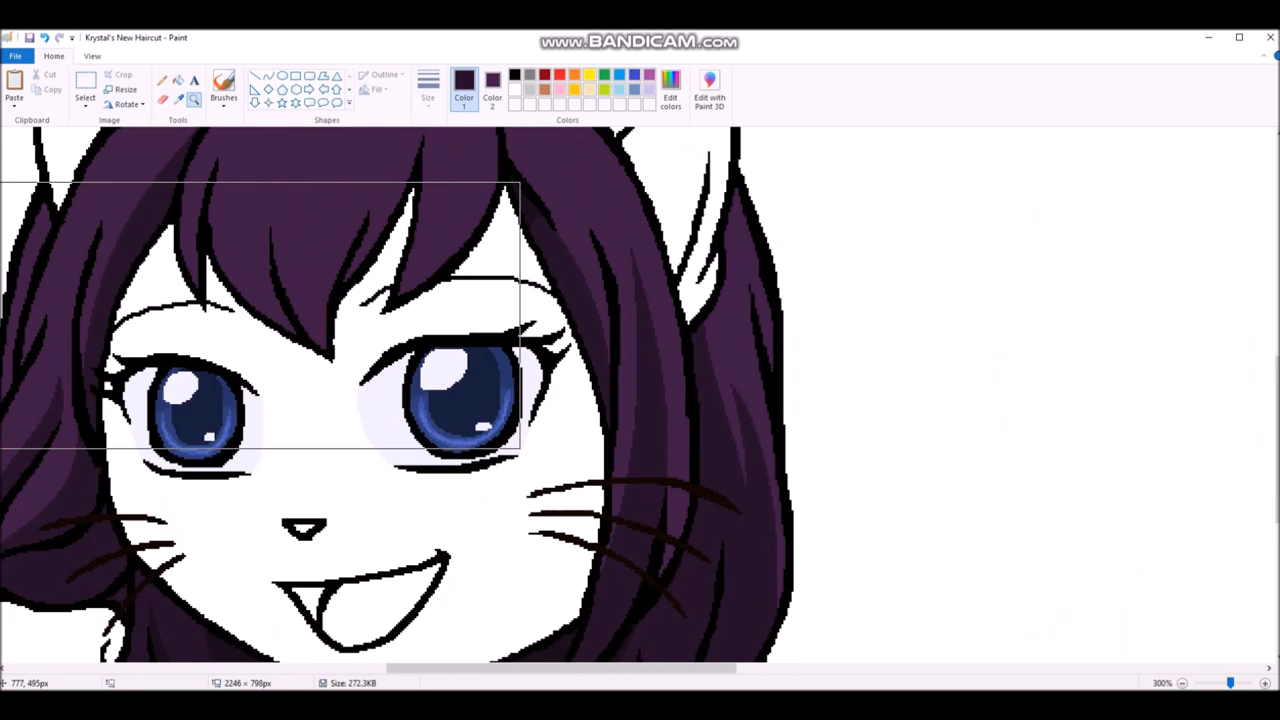 Krystal's New Haircut - Paint
www.BANDICAM.com
File Home View
Paste
Cut
Copy
Clipboard
Select
Crop
Resize
Rotate
Image
Tools
Brushes
Shapes
Outline
Fill
Size
Color 1
Color 2
Edit colors
Edit with Paint 3D
Colors
777, 495px
2246 × 798px
Size: 272.3KB
300%